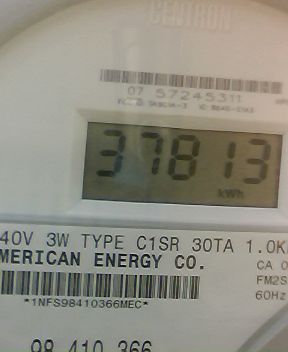 CENTRON
07 57245311
37813
kWh
40V 3W TYPE C1SR 30TA 1.0K
MERICAN ENERGY CO.
CA 0
FM2S
*1NFS98410366MEC*
60Hz
98 410 366